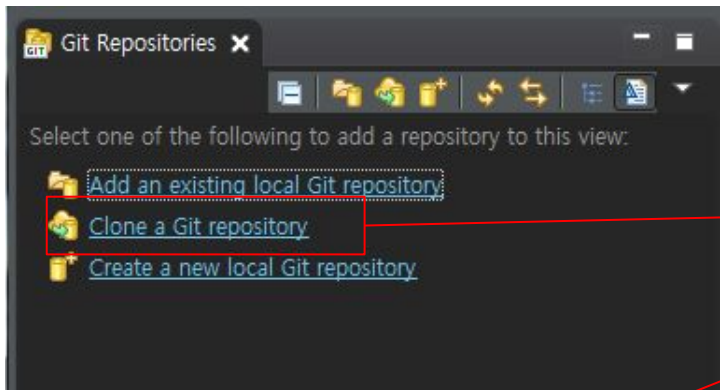 GIT Git Repositories
Select one of the following to add a repository to this view:
Add an existing local Git repository
Clone a Git repository
Create a new local Git repository